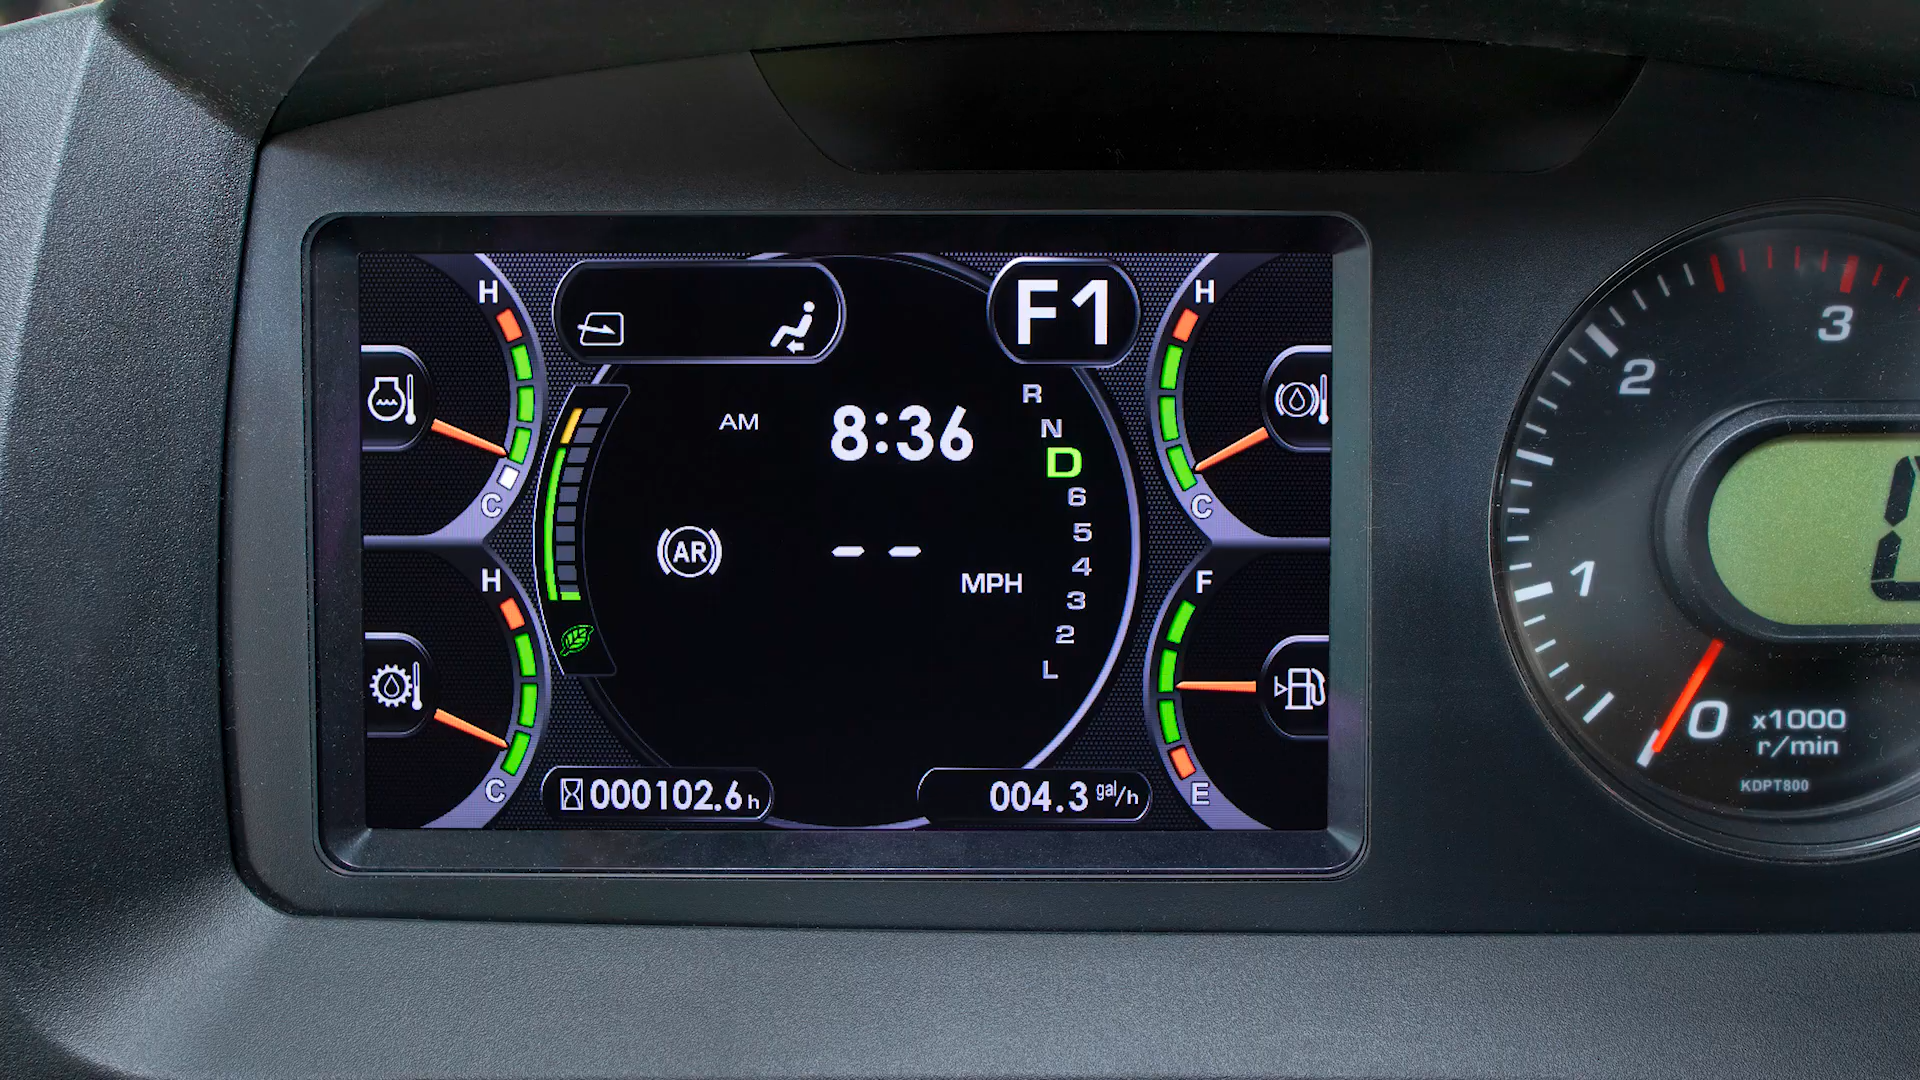 H
F1
H
R
AM
8:36
N
D
6
C
C
5
AR
--
4
MPH
H
F
3
2
L
C
000102.6 h
004.3 gal/h
E
3
2
1
0
x1000
r/min
KDPT800